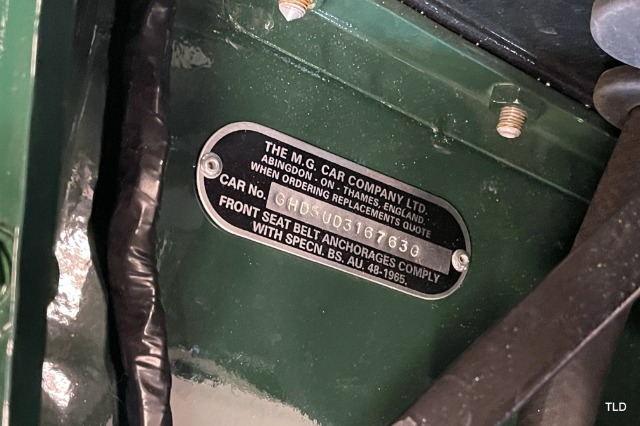 THE M.G. CAR COMPANY LTD.
ABINGDON - ON - THAMES, ENGLAND.
WHEN ORDERING REPLACEMENTS QUOTE
CAR No. GHD5UD316763G
FRONT SEAT BELT ANCHORAGES COMPLY
WITH SPECN. BS. AU. 48-1965.
TLD